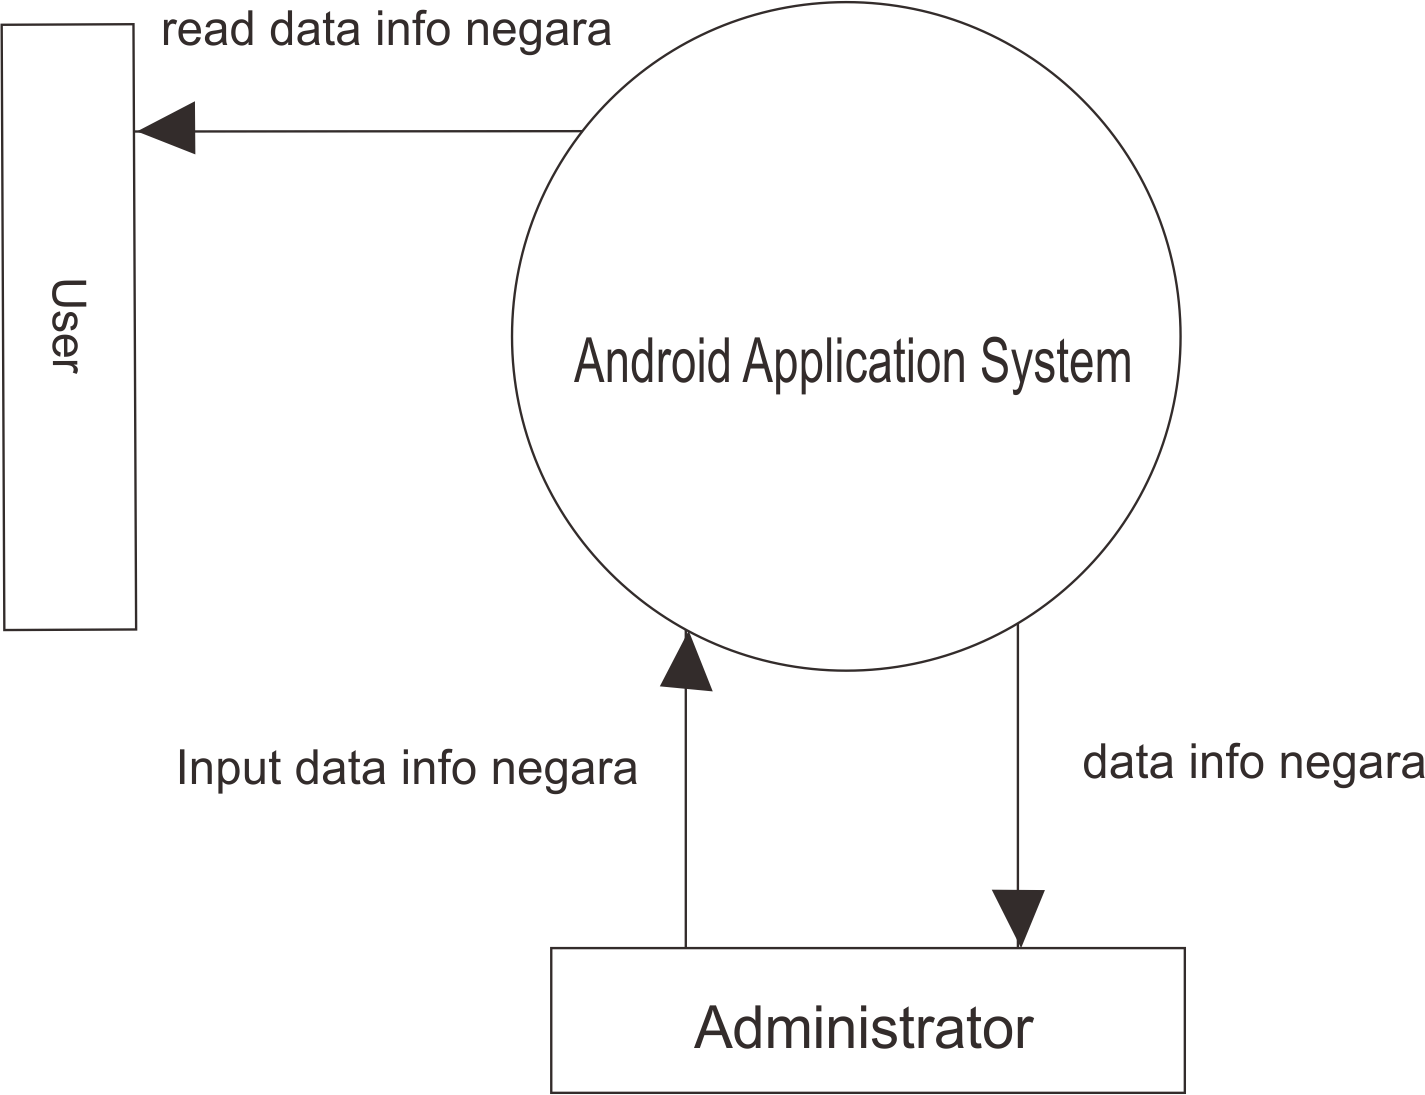 read data info negara
User
Android Application System
Input data info negara
data info negara
Administrator